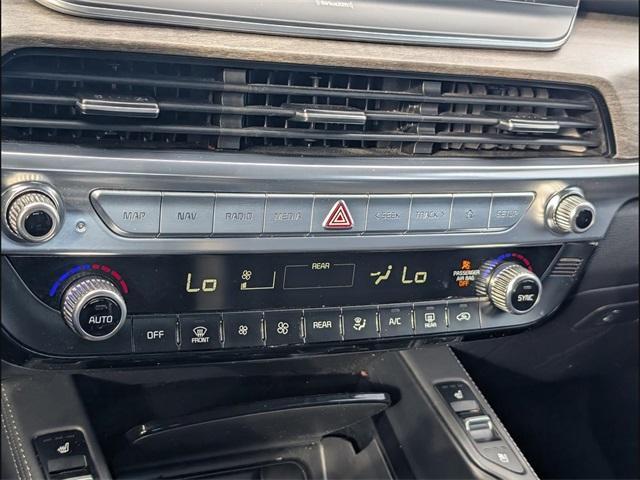 SiriusXM
MAP NAV RADIO MEDIA < SEEK TRACK > SETUP
REAR
Lo Lo
PASSENGER
AIR BAG
OFF
AUTO SYNC
OFF FRONT REAR A/C REAR